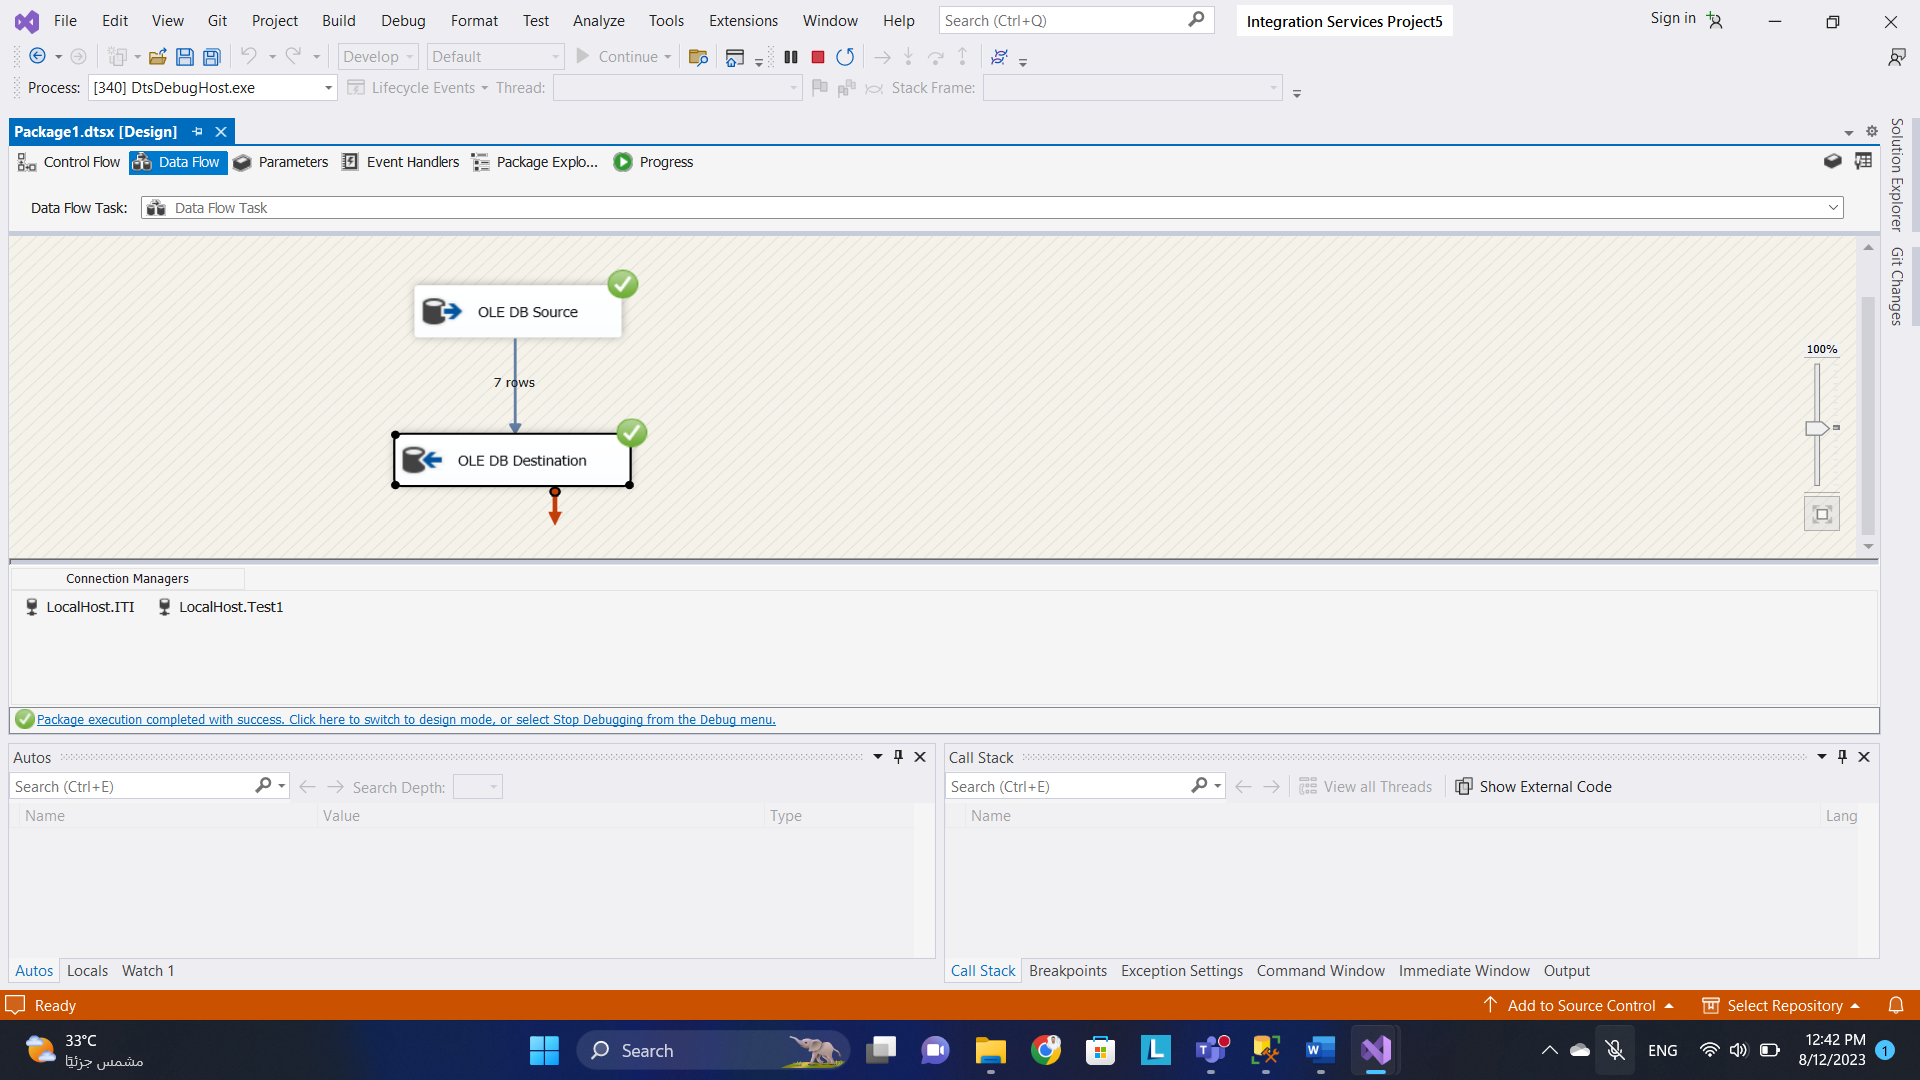 File Edit View Git Project Build Debug Format Test Analyze Tools Extensions Window Help Search (Ctrl+Q) Integration Services Project5 Sign in
Develop Default Continue
Process: [340] DtsDebugHost.exe Lifecycle Events Thread: Stack Frame:
Package1.dtsx [Design]
Control Flow Data Flow Parameters Event Handlers Package Explo... Progress
Data Flow Task: Data Flow Task
Solution Explorer
Git Changes
OLE DB Source
7 rows
OLE DB Destination
100%
Connection Managers
LocalHost.ITI LocalHost.Test1
Package execution completed with success. Click here to switch to design mode, or select Stop Debugging from the Debug menu.
Autos
Search (Ctrl+E) Search Depth:
Name Value Type
Autos Locals Watch 1
Call Stack
Search (Ctrl+E) View all Threads Show External Code
Name Lang
Call Stack Breakpoints Exception Settings Command Window Immediate Window Output
Ready Add to Source Control Select Repository
33°C
مشمس جزئيًا
Search
L
T
W
ENG
12:42 PM
8/12/2023
1